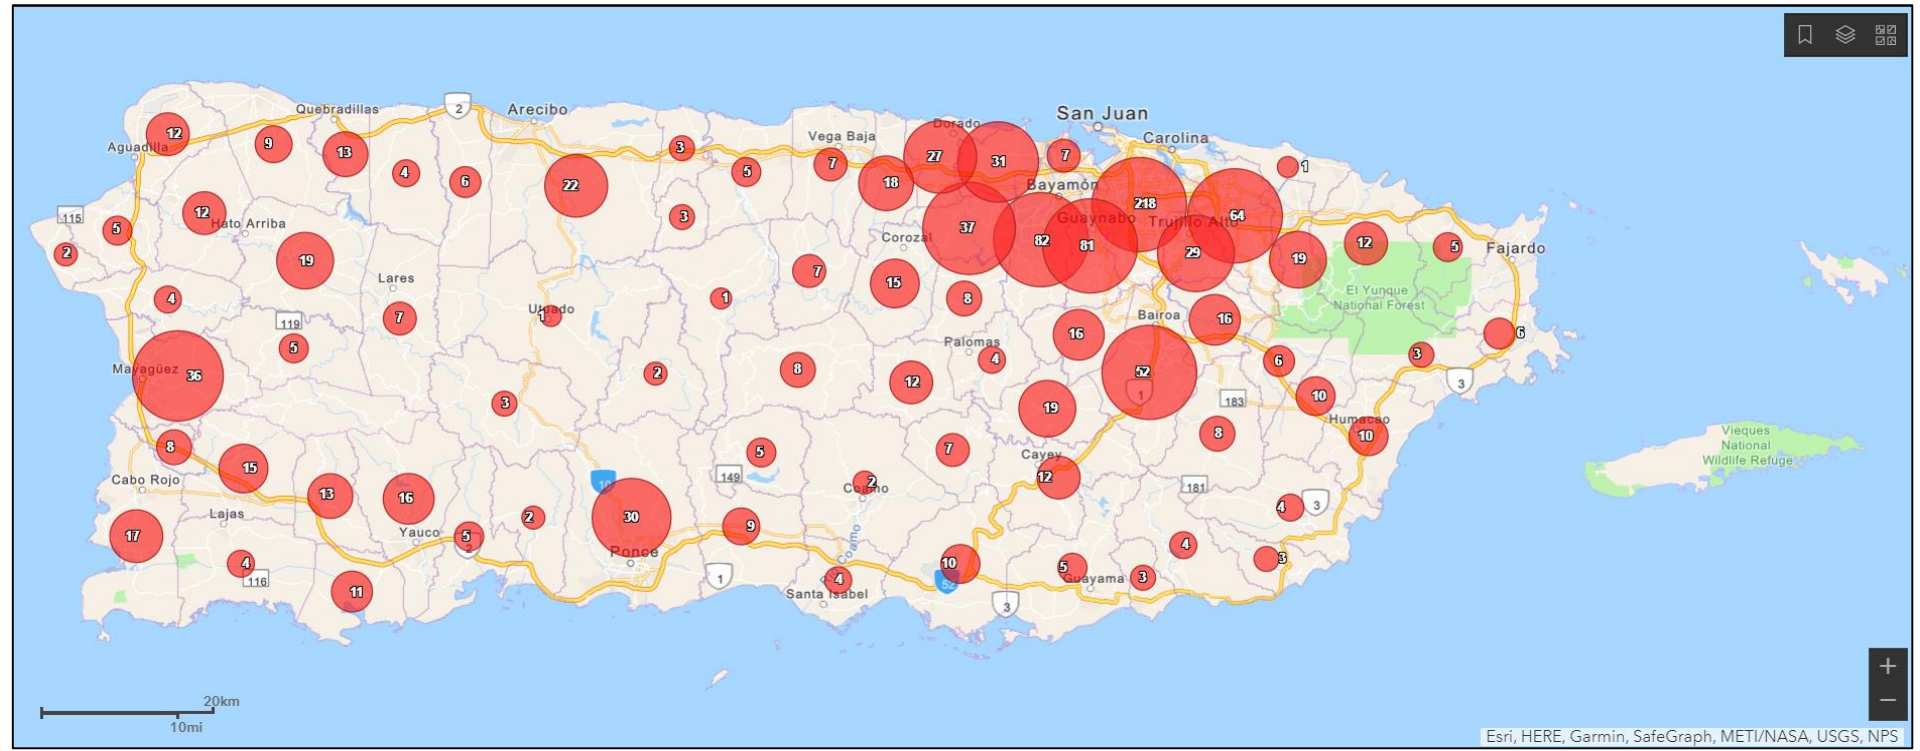 Quebradillas
2
Arecibo
San Juan
Dorado
Vega Baja
Carolina
Aguadilla
12
9
13
3
7
27
31
7
1
4
6
22
5
18
Bayamón
115
12
Hato Arriba
3
37
218
64
Guaynabo
Trujillo Alto
5
Corozal
82
81
29
12
5
Fajardo
2
19
7
15
19
Lares
El Yunque
National Forest
4
1
8
7
119
Utuado
1
Bairoa
16
16
6
5
Palomas
4
6
3
Mayagüez
36
2
8
12
52
3
3
19
1
183
10
Humacao
10
8
8
7
5
Vieques
National
Wildlife Refuge
15
Cayey
12
Cabo Rojo
149
10
Coamo
2
181
13
16
Lajas
2
30
9
4
3
17
Yauco
5
2
Ponce
Coamo
4
3
4
116
10
52
5
Guayama
3
11
1
4
Santa Isabel
3
20km
10mi
+
−
Esri, HERE, Garmin, SafeGraph, METI/NASA, USGS, NPS